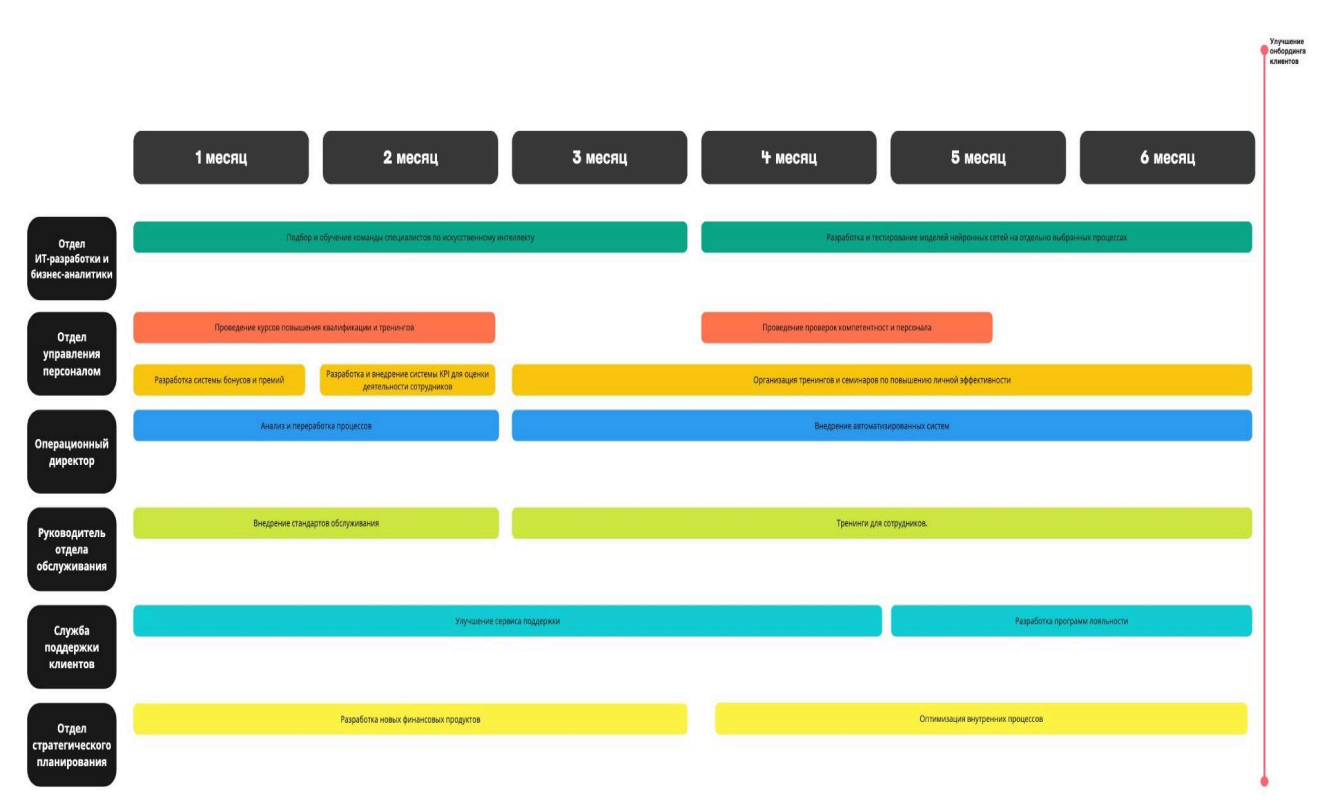 Улучшение
онбординга
клиентов
1 месяц
2 месяц
3 месяц
4 месяц
5 месяц
6 месяц
Отдел
ИТ-разработки и
бизнес-аналитики
Подбор и обучение команды специалистов по искусственному интеллекту
Разработка и тестирование моделей нейронных сетей на отдельно выбранных процессах
Отдел
управления
персоналом
Проведение курсов повышения квалификации и тренингов
Проведение проверок компетентност и персонала
Разработка системы бонусов и премий
Разработка и внедрение системы KPI для оценки
деятельности сотрудников
Организация тренингов и семинаров по повышению личной эффективности
Операционный
директор
Анализ и переработка процессов
Внедрение автоматизированных систем
Руководитель
отдела
обслуживания
Внедрение стандартов обслуживания
Тренинги для сотрудников.
Служба
поддержки
клиентов
Улучшение сервиса поддержки
Разработка программ лояльности
Отдел
стратегического
планирования
Разработка новых финансовых продуктов
Оптимизация внутренних процессов